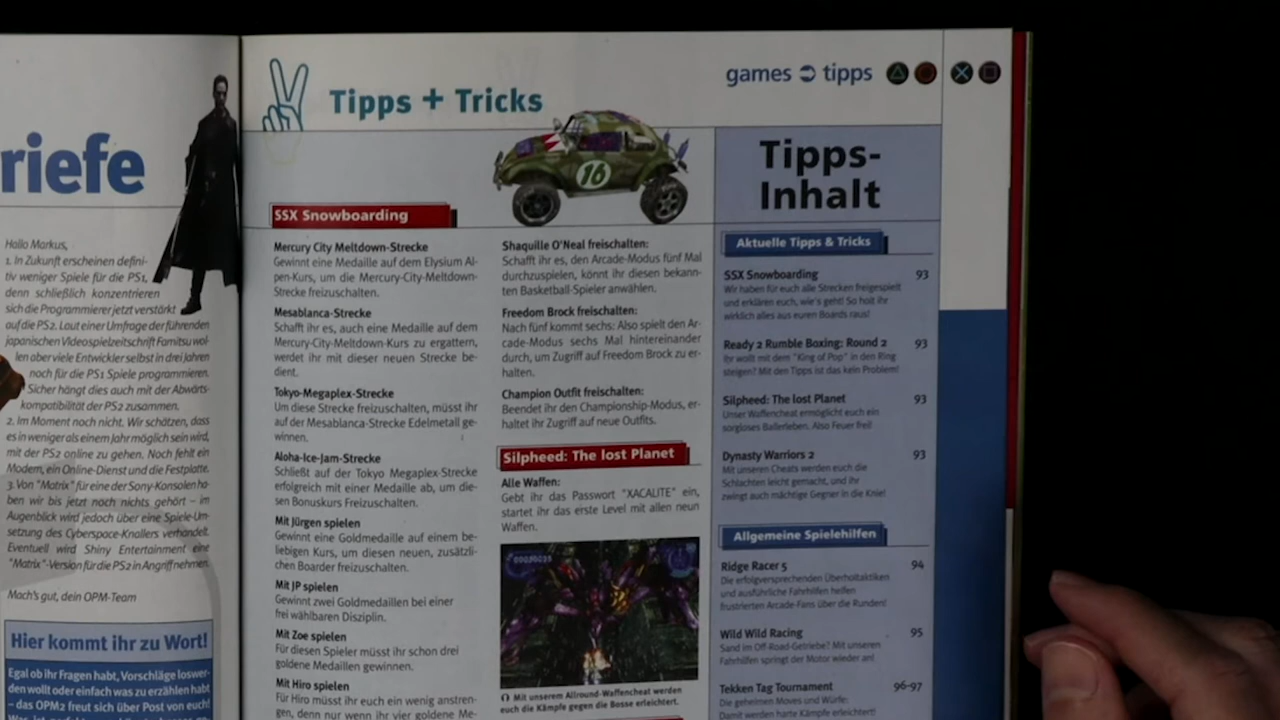 riefe
Hallo Markus,
1. In Zukunft erscheinen defini-
tiv weniger Spiele für die PS1,
denn schließlich konzentrieren
sich die Programmierer jetzt verstärkt
auf die PS2. Laut einer Umfrage der führenden
japanischen Videospielzeitschrift Famitsu wol-
len aber viele Entwickler selbst in drei Jahren
noch für die PS1 Spiele programmieren.
Sicher hängt dies auch mit der Abwärts-
kompatibilität der PS2 zusammen.
2. Im Moment noch nicht. Wir schätzen, dass
es in weniger als einem Jahr möglich sein wird,
mit der PS2 online zu gehen. Noch fehlt ein
Modem, ein Online-Dienst und die Festplatte.
3. Von "Matrix" für eine der Sony-Konsolen ha-
ben wir bis jetzt noch nichts gehört – im
Augenblick wird jedoch über eine Spiele-Um-
setzung des Cyberspace-Knallers verhandelt.
Eventuell wird Shiny Entertainment eine
"Matrix"-Version für die PS2 in Angriff nehmen.
Mach's gut, dein OPM-Team
Hier kommt ihr zu Wort!
Egal ob ihr Fragen habt, Vorschläge loswer-
den wollt oder einfach was zu erzählen habt
– das OPM2 freut sich über Post von euch!
games tipps
Tipps + Tricks
16
SSX Snowboarding
Mercury City Meltdown-Strecke
Gewinnt eine Medaille auf dem Elysium Al-
pen-Kurs, um die Mercury-City-Meltdown-
Strecke freizuschalten.
Mesablanca-Strecke
Schafft ihr es, auch eine Medaille auf dem
Mercury-City-Meltdown-Kurs zu ergattern,
werdet ihr mit dieser neuen Strecke be-
dient.
Tokyo-Megaplex-Strecke
Um diese Strecke freizuschalten, müsst ihr
auf der Mesablanca-Strecke Edelmetall ge-
winnen.
Aloha-Ice-Jam-Strecke
Schließt auf der Tokyo Megaplex-Strecke
erfolgreich mit einer Medaille ab, um die-
sen Bonuskurs Freizuschalten.
Mit Jürgen spielen
Gewinnt eine Goldmedaille auf einem be-
liebigen Kurs, um diesen neuen, zusätzli-
chen Boarder freizuschalten.
Mit JP spielen
Gewinnt zwei Goldmedaillen bei einer
frei wählbaren Disziplin.
Mit Zoe spielen
Für diesen Spieler müsst ihr schon drei
goldene Medaillen gewinnen.
Mit Hiro spielen
Für Hiro müsst ihr euch ein wenig anstren-
gen, denn nur wenn ihr vier goldene Me-
Shaquille O'Neal freischalten:
Schafft ihr es, den Arcade-Modus fünf Mal
durchzuspielen, könnt ihr diesen bekann-
ten Basketball-Spieler anwählen.
Freedom Brock freischalten:
Nach fünf kommt sechs: Also spielt den Ar-
cade-Modus sechs Mal hintereinander
durch, um Zugriff auf Freedom Brock zu er-
halten.
Champion Outfit freischalten:
Beendet ihr den Championship-Modus, er-
haltet ihr Zugriff auf neue Outfits.
Silpheed: The lost Planet
Alle Waffen:
Gebt ihr das Passwort "XACALITE" ein,
startet ihr das erste Level mit allen neun
Waffen.
Mit unserem Allround-Waffencheat werden
euch die Kämpfe gegen die Bosse erleichtert.
Tipps-
Inhalt
Aktuelle Tipps & Tricks
SSX Snowboarding 93
Wir haben für euch alle Strecken freigespielt
und erklären euch, wie's geht! So holt ihr
wirklich alles aus euren Boards raus!
Ready 2 Rumble Boxing: Round 2 93
Ihr wollt mit dem "King of Pop" in den Ring
steigen? Mit den Tipps ist das kein Problem!
Silpheed: The lost Planet 93
Unser Waffencheat ermöglicht euch ein
sorgloses Ballerleben. Also Feuer frei!
Dynasty Warriors 2 93
Mit unseren Cheats werden euch die
Schlachten leicht gemacht, und ihr
zwingt auch mächtige Gegner in die Knie!
Allgemeine Spielehilfen
Ridge Racer 5 94
Die erfolgversprechenden Überholtaktiken
und ausführliche Fahrhilfen helfen
frustrierten Arcade-Fans über die Runden!
Wild Wild Racing 95
Sand im Off-Road-Getriebe? Mit unseren
Fahrhilfen springt der Motor wieder an!
Tekken Tag Tournament 96-97
Die geheimen Moves und Würfe:
Damit werden harte Kämpfe erleichtert!